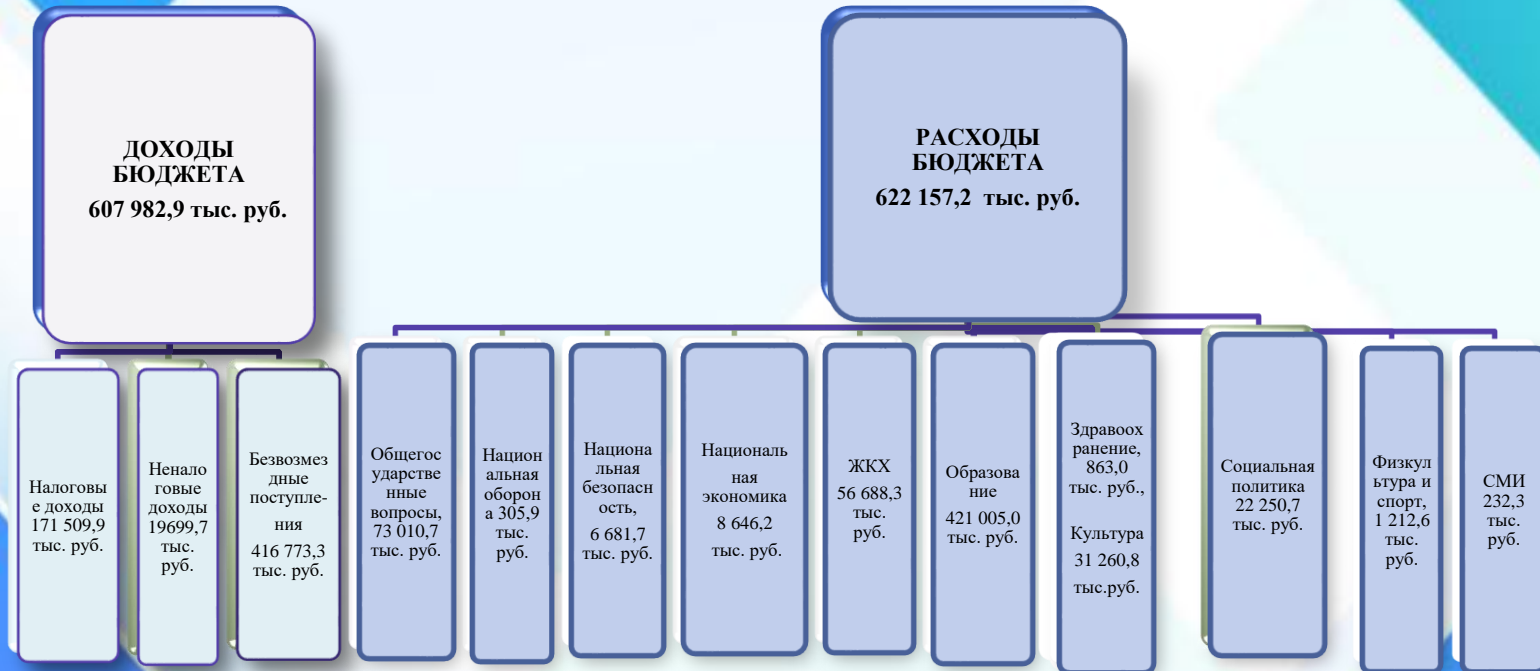 ДОХОДЫ
БЮДЖЕТА
607 982,9 тыс. руб.
РАСХОДЫ
БЮДЖЕТА
622 157,2 тыс. руб.
Налоговы
е доходы
171 509,9
тыс. руб.
Ненало
говые
доходы
19699,7
тыс.
руб.
Безвозмез
дные
поступле-
ния
416 773,3
тыс. руб.
Общегос
ударстве
нные
вопросы,
73 010,7
тыс. руб.
Национ
альная
оборон
а 305,9
тыс.
руб.
Национа
льная
безопасн
ость,
6 681,7
тыс. руб.
Националь
ная
экономика
8 646,2
тыс. руб.
ЖКХ
56 688,3
тыс.
руб.
Образова
ние
421 005,0
тыс. руб.
Здравоох
ранение,
863,0
тыс. руб.,
Культура
31 260,8
тыс.руб.
Социальная
политика
22 250,7
тыс. руб.
Физкул
ьтура и
спорт,
1 212,6
тыс.
руб.
СМИ
232,3
тыс.
руб.